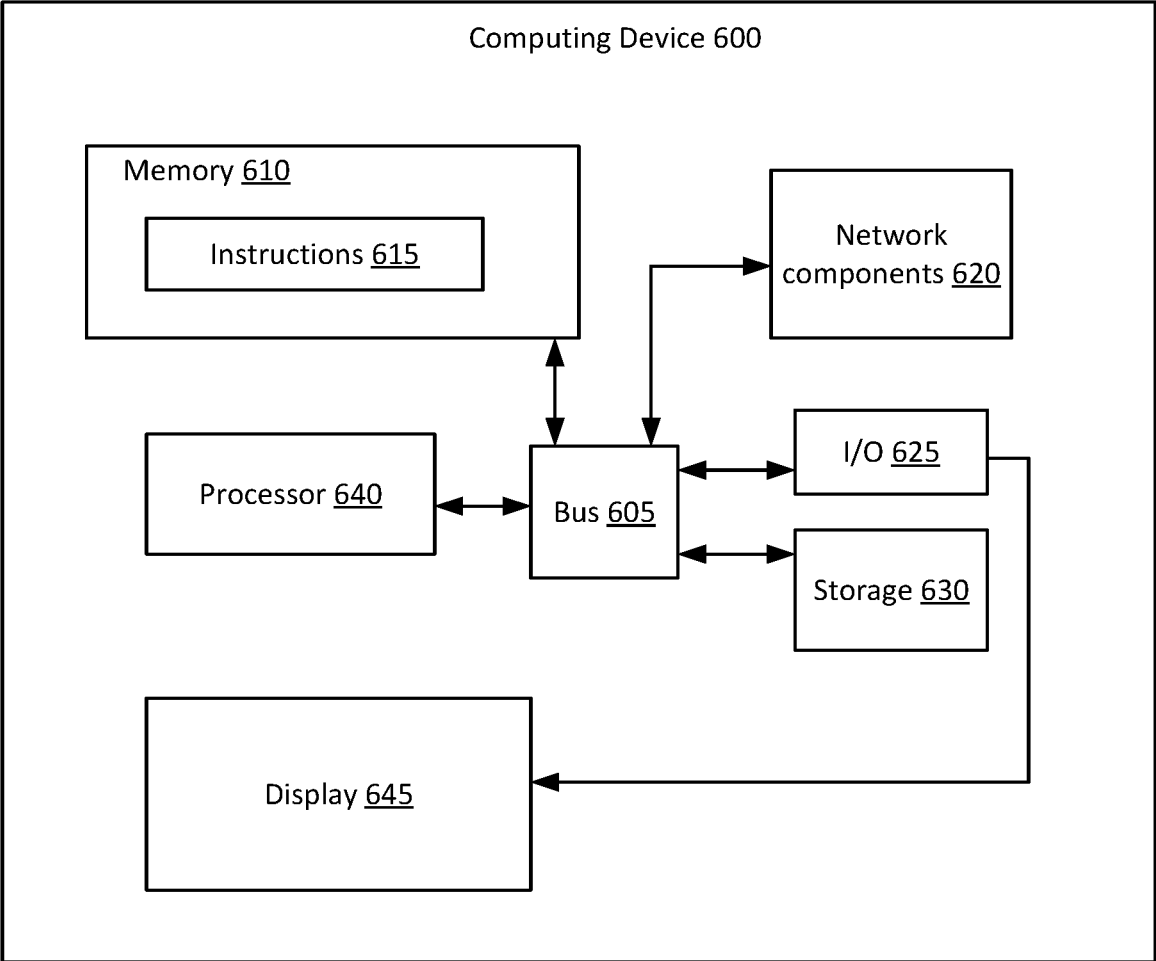 Computing Device 600
Memory 610
Instructions 615
Network
components 620
I/O 625
Processor 640
Bus 605
Storage 630
Display 645